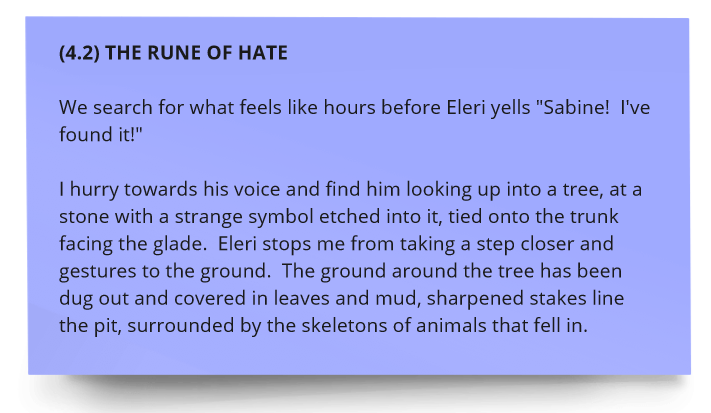 (4.2) THE RUNE OF HATE
We search for what feels like hours before Eleri yells "Sabine!  I've
found it!"
I hurry towards his voice and find him looking up into a tree, at a
stone with a strange symbol etched into it, tied onto the trunk
facing the glade.  Eleri stops me from taking a step closer and
gestures to the ground.  The ground around the tree has been
dug out and covered in leaves and mud, sharpened stakes line
the pit, surrounded by the skeletons of animals that fell in.